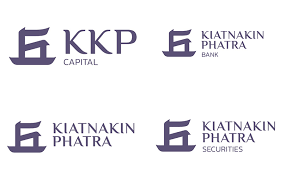 KKP
CAPITAL
KIATNAKIN
PHATRA
BANK
KIATNAKIN
PHATRA
KIATNAKIN
PHATRA
SECURITIES